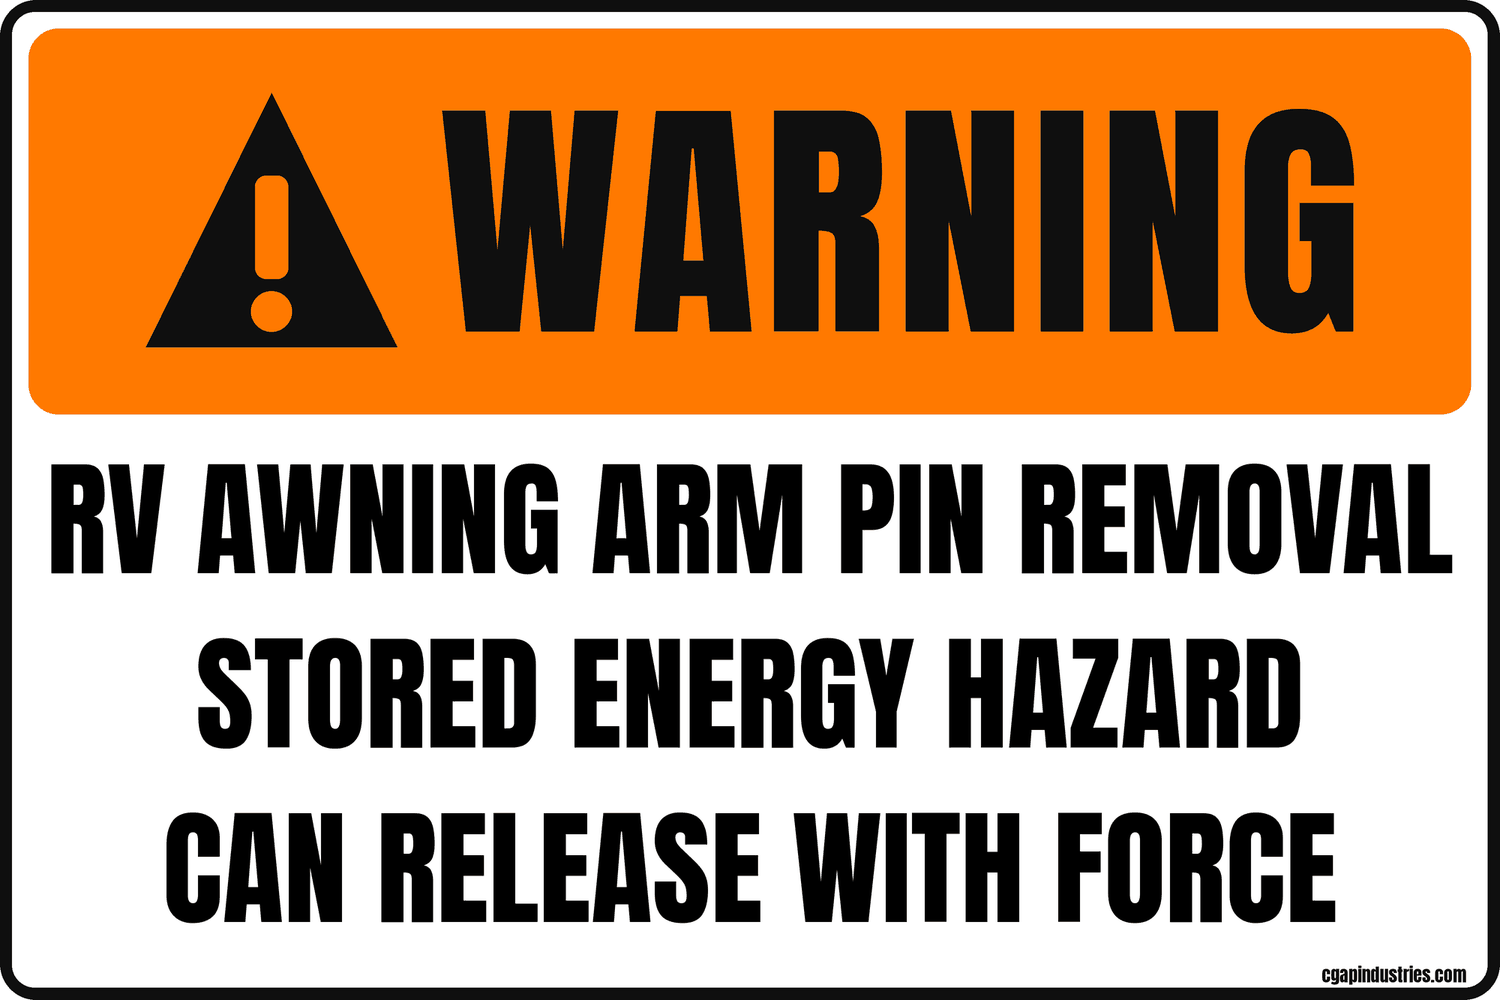 WARNING
RV AWNING ARM PIN REMOVAL
STORED ENERGY HAZARD
CAN RELEASE WITH FORCE
cgapindustries.com